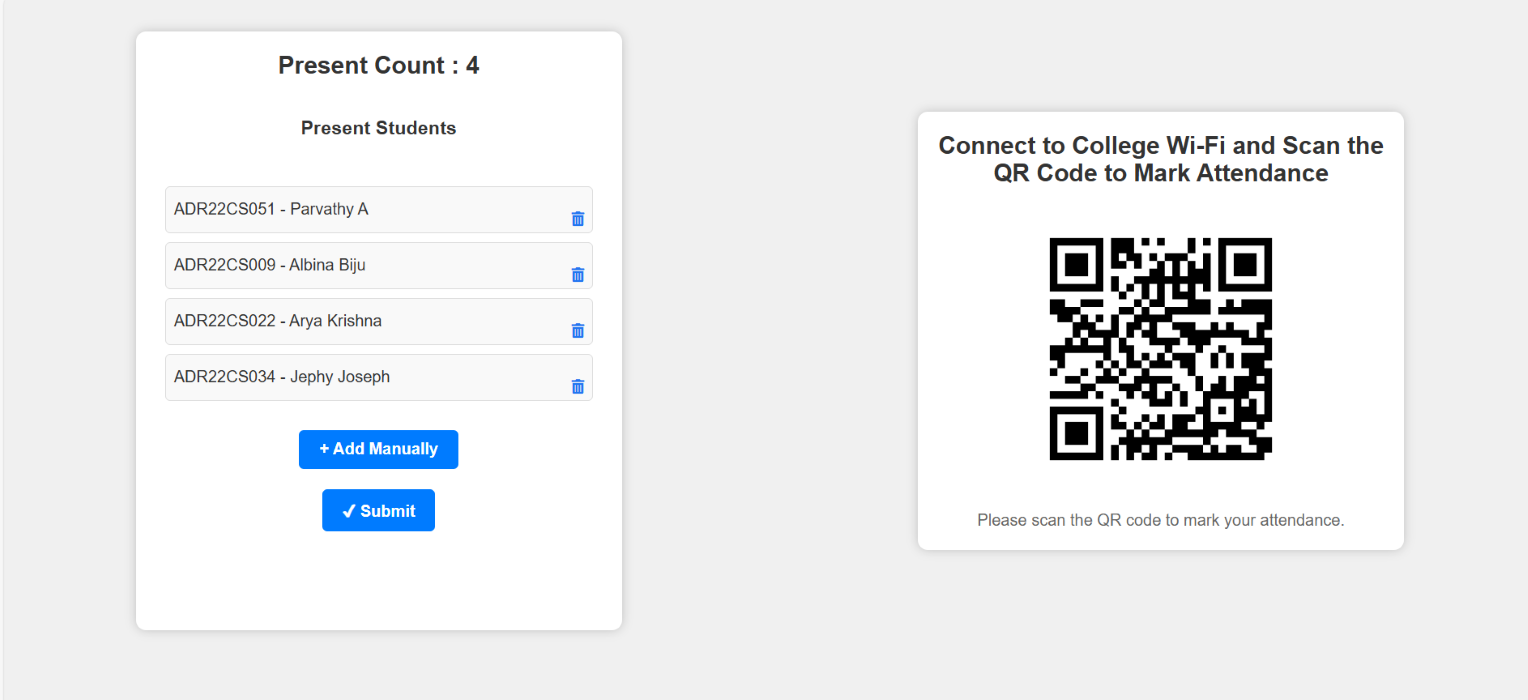 Present Count : 4
Present Students
ADR22CS051 - Parvathy A
ADR22CS009 - Albina Biju
ADR22CS022 - Arya Krishna
ADR22CS034 - Jephy Joseph
+ Add Manually
✔ Submit
Connect to College Wi-Fi and Scan the
QR Code to Mark Attendance
Please scan the QR code to mark your attendance.